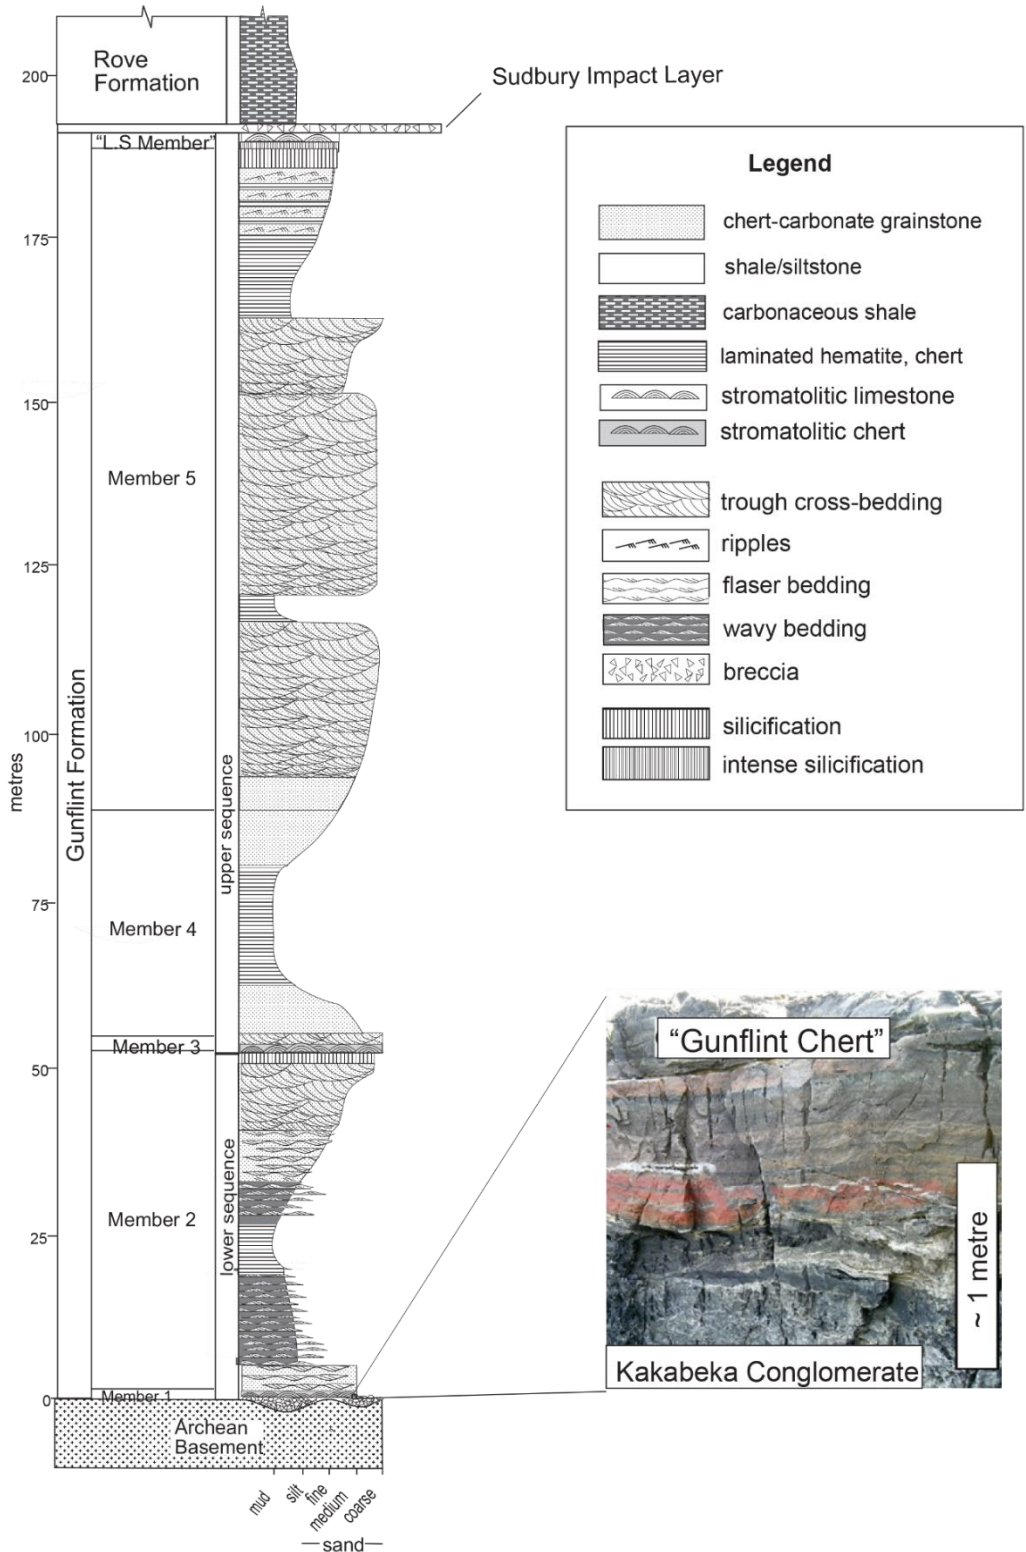 Rove
Formation
200
Sudbury Impact Layer
"L.S Member"
175
150
Member 5
125
100
metres
Gunflint Formation
upper sequence
75
Member 4
Member 3
50
lower sequence
Member 2
25
Member 1
0
Archean
Basement
mud
silt
fine
medium
coarse
sand
Legend
chert-carbonate grainstone
shale/siltstone
carbonaceous shale
laminated hematite, chert
stromatolitic limestone
stromatolitic chert
trough cross-bedding
ripples
flaser bedding
wavy bedding
breccia
silicification
intense silicification
"Gunflint Chert"
~ 1 metre
Kakabeka Conglomerate